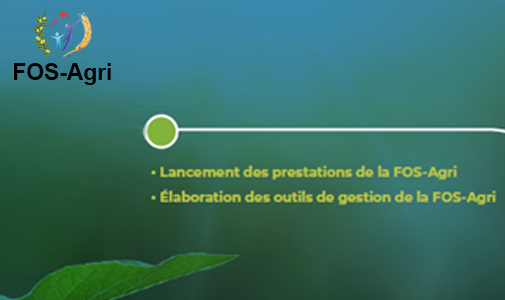 FOS-Agri
• Lancement des prestations de la FOS-Agri
• Élaboration des outils de gestion de la FOS-Agri